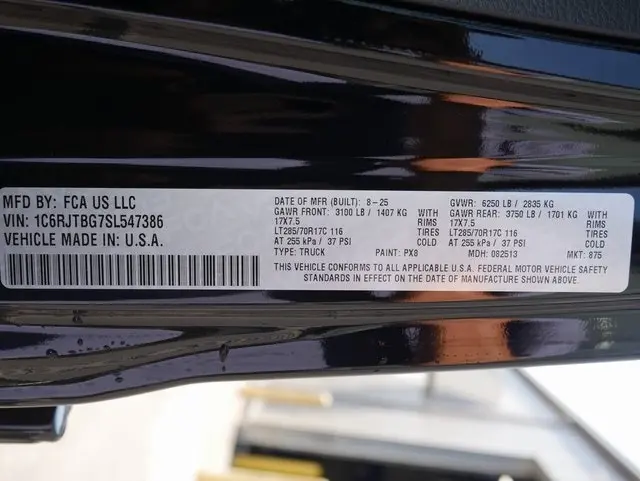 MFD BY: FCA US LLC
VIN: 1C6RJTBG7SL547386
VEHICLE MADE IN: U.S.A.
DATE OF MFR (BUILT): 8-25
GAWR FRONT: 3100 LB / 1407 KG WITH
17X7.5 RIMS
LT285/70R17C 116 TIRES
AT 255 kPa / 37 PSI COLD
TYPE: TRUCK PAINT: PX8
GVWR: 6250 LB / 2835 KG
GAWR REAR: 3750 LB / 1701 KG WITH
17X7.5 RIMS
LT285/70R17C 116 TIRES
AT 255 kPa / 37 PSI COLD
MDH: 082513 MKT: 875
THIS VEHICLE CONFORMS TO ALL APPLICABLE U.S.A. FEDERAL MOTOR VEHICLE SAFETY
STANDARDS IN EFFECT ON THE DATE OF MANUFACTURE SHOWN ABOVE.